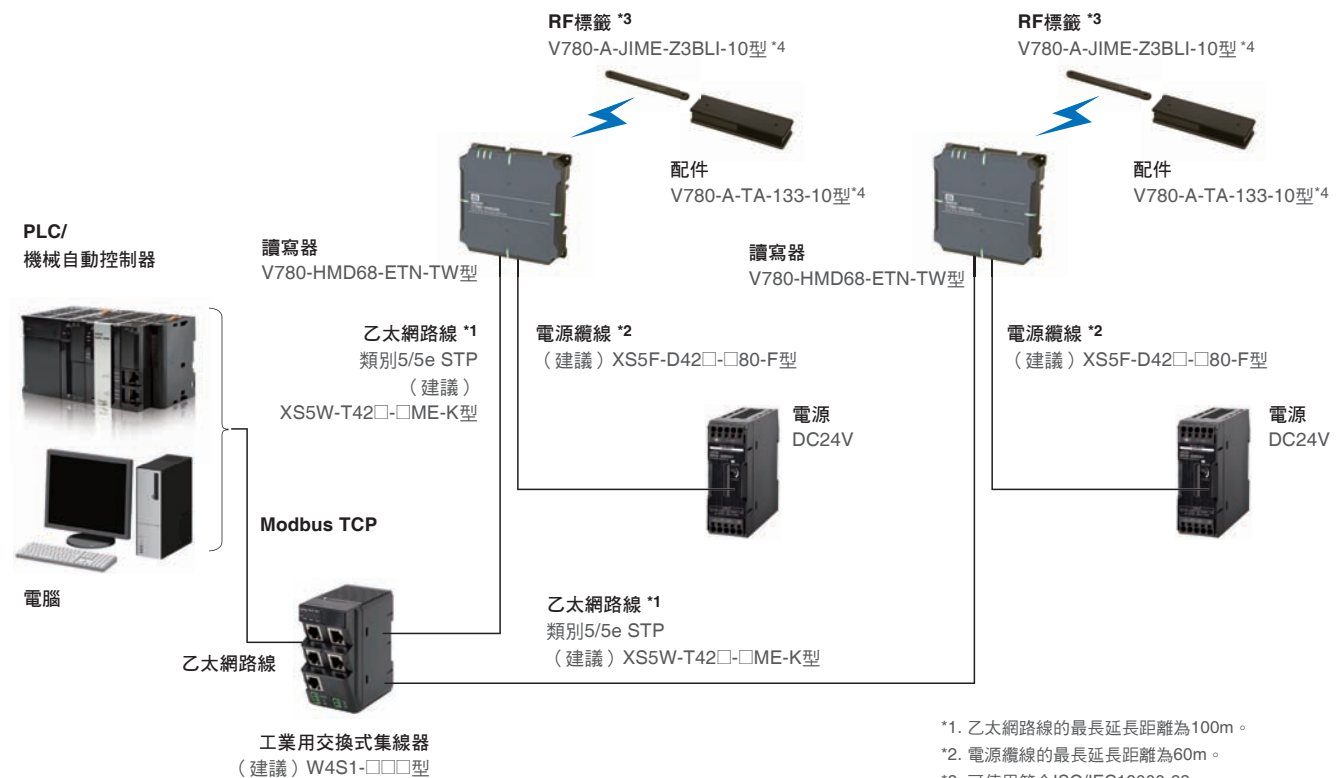 RF標籤 *3
V780-A-JIME-Z3BLI-10型 *4
RF標籤 *3
V780-A-JIME-Z3BLI-10型 *4
配件
V780-A-TA-133-10型*4
配件
V780-A-TA-133-10型*4
PLC/
機械自動控制器
讀寫器
V780-HMD68-ETN-TW型
讀寫器
V780-HMD68-ETN-TW型
乙太網路線 *1
類別5/5e STP
（建議）
XS5W-T42□-□ME-K型
電源纜線 *2
（建議）XS5F-D42□-□80-F型
電源纜線 *2
（建議）XS5F-D42□-□80-F型
電源
DC24V
電源
DC24V
Modbus TCP
電腦
乙太網路線 *1
類別5/5e STP
（建議）XS5W-T42□-□ME-K型
乙太網路線
工業用交換式集線器
（建議）W4S1-□□□型
*1. 乙太網路線的最長延長距離為100m。
*2. 電源纜線的最長延長距離為60m。